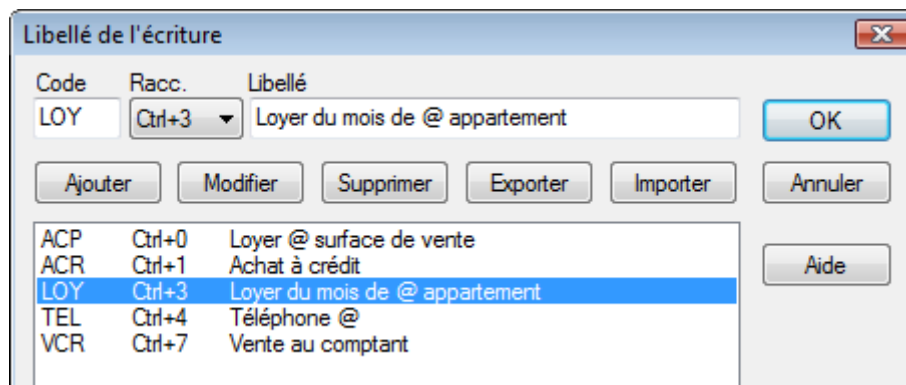 Libellé de l'écriture
Code Racc. Libellé
LOY Ctrl+3 Loyer du mois de @ appartement OK
Ajouter Modifier Supprimer Exporter Importer Annuler
ACP Ctrl+0 Loyer @ surface de vente
ACR Ctrl+1 Achat à crédit Aide
LOY Ctrl+3 Loyer du mois de @ appartement
TEL Ctrl+4 Téléphone @
VCR Ctrl+7 Vente au comptant